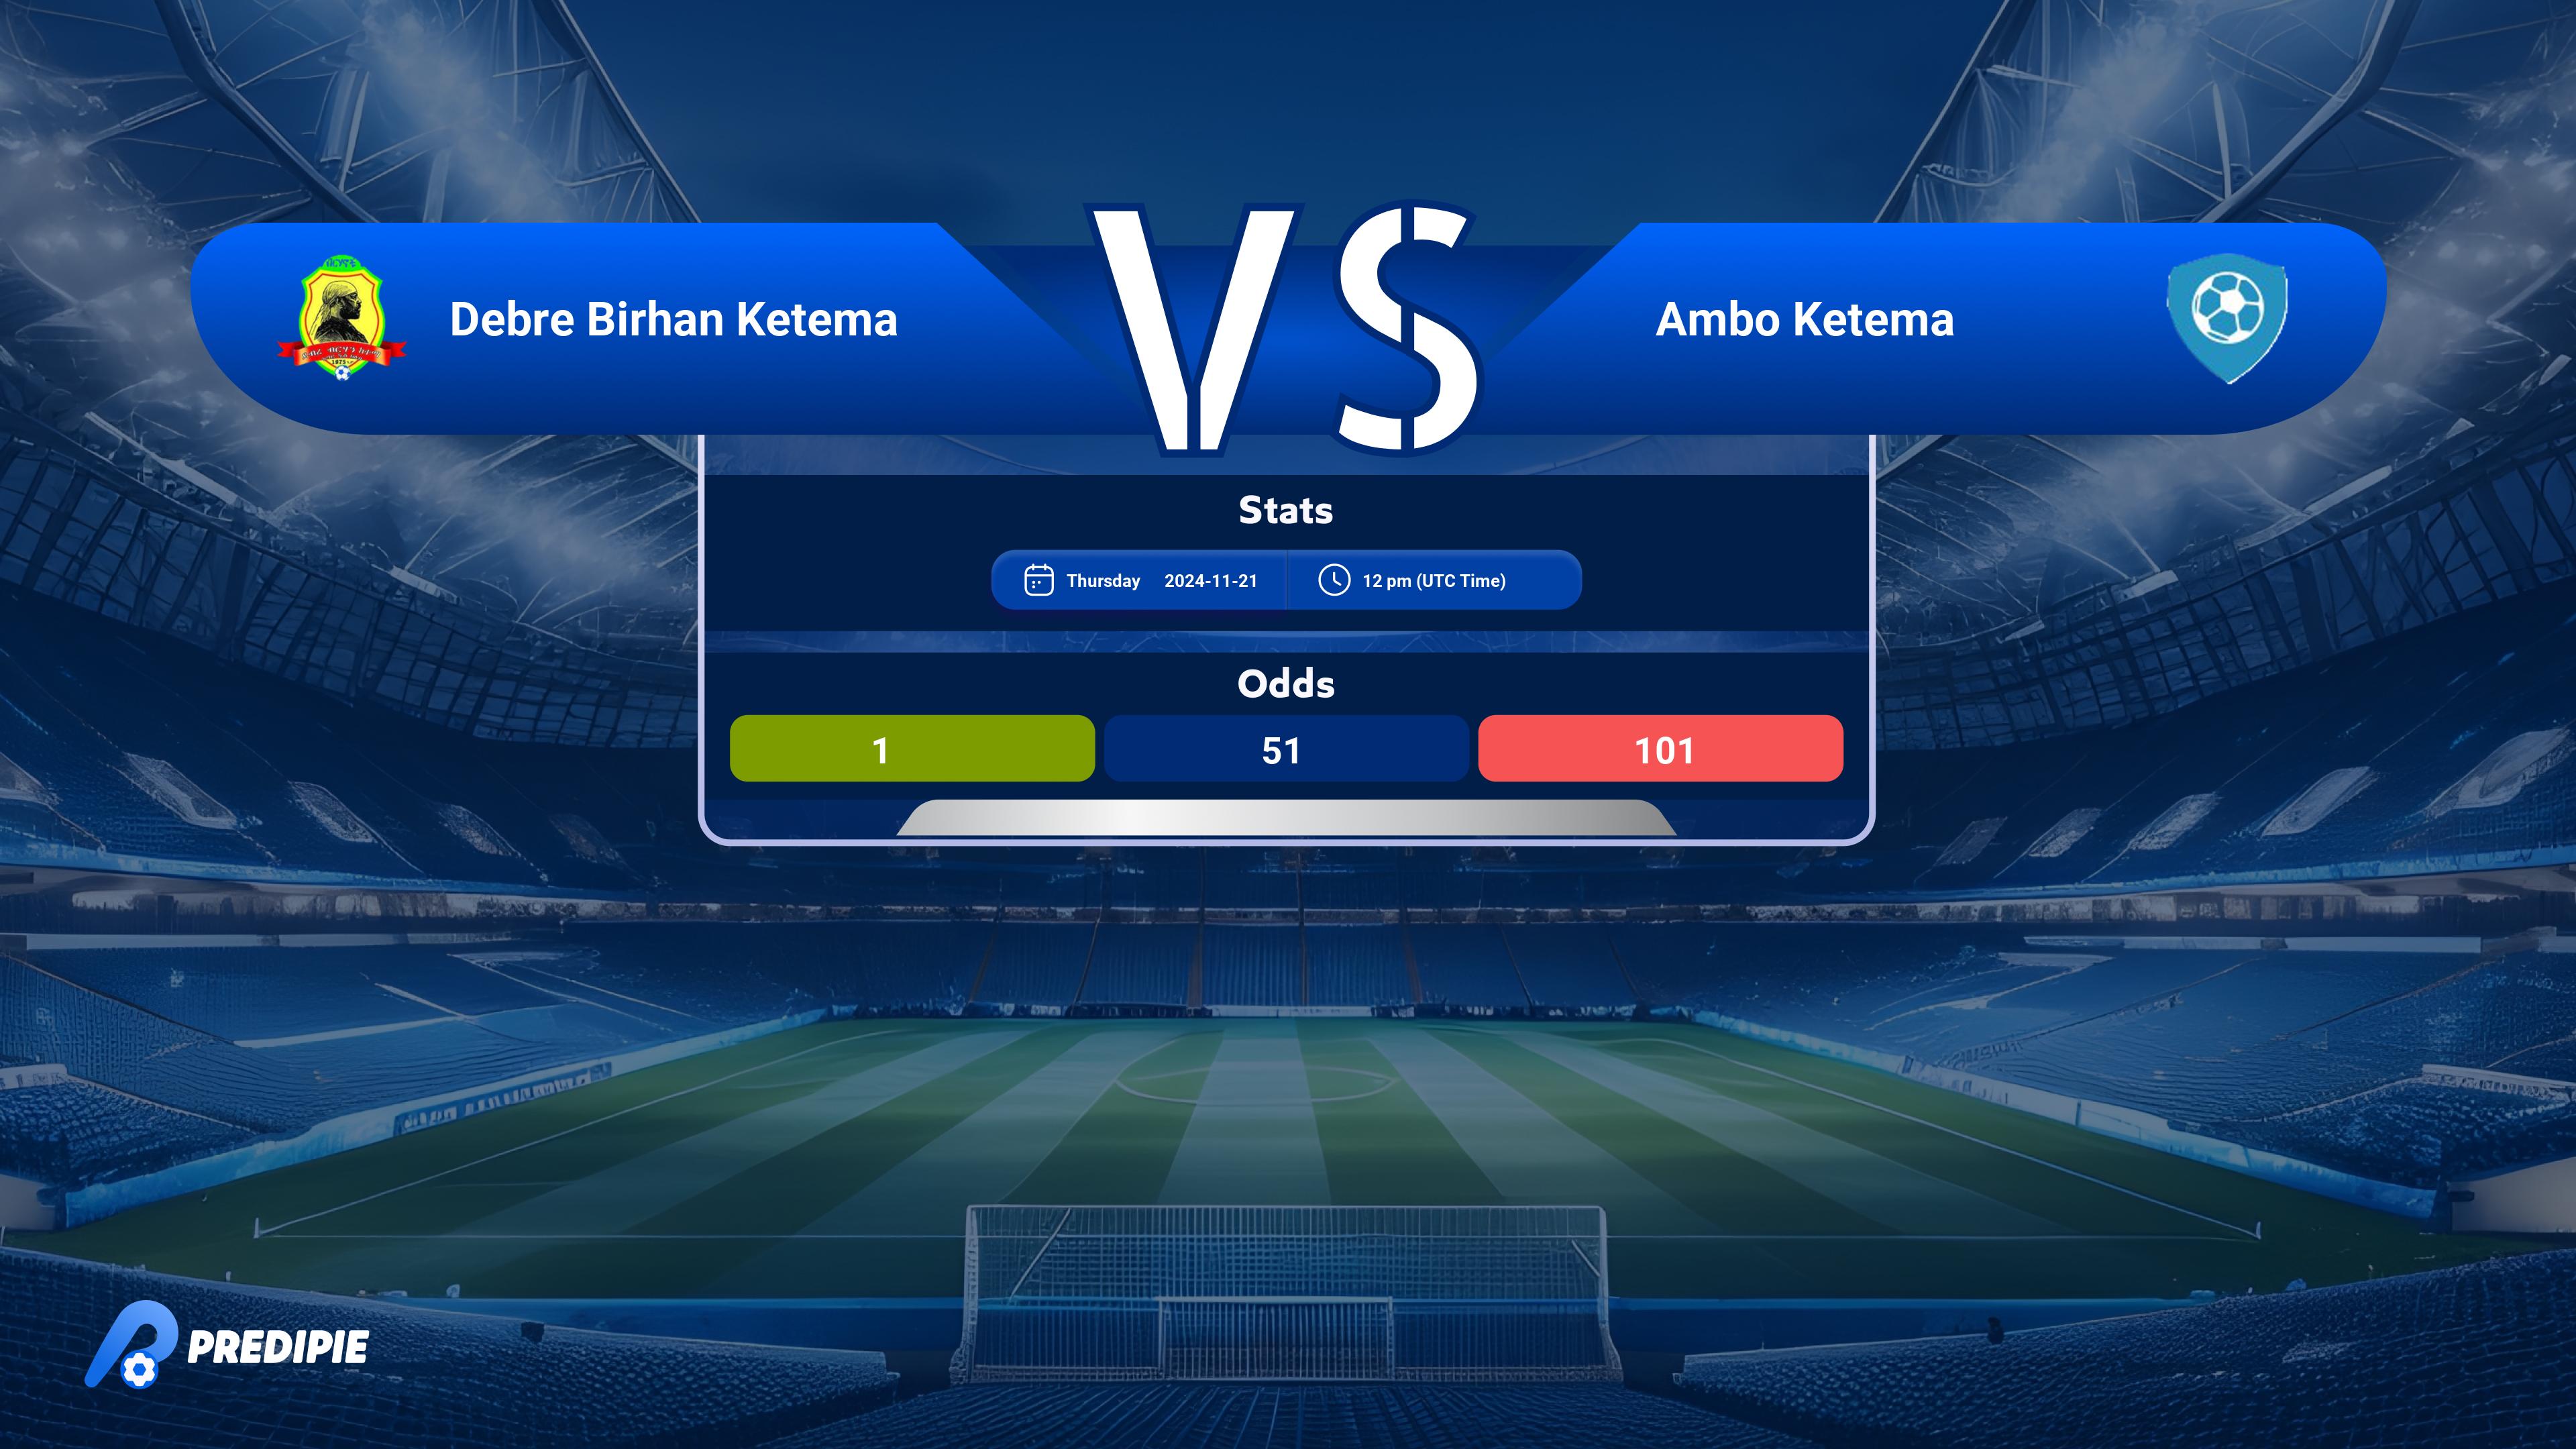 Debre Birhan Ketema
VS
Ambo Ketema
Stats
Thursday 2024-11-21 12 pm (UTC Time)
Odds
1 51 101
PREDIPIE